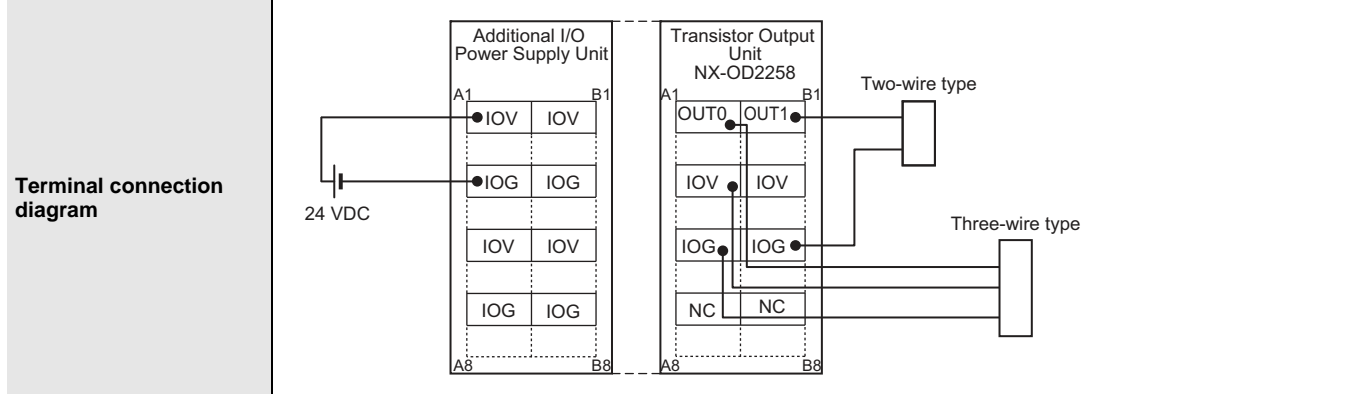 Terminal connection
diagram
Additional I/O
Power Supply Unit
A1 B1
IOV IOV
IOG IOG
IOV IOV
IOG IOG
A8 B8
24 VDC
Transistor Output
Unit
NX-OD2258
A1 B1
OUT0 OUT1
IOV IOV
IOG IOG
NC NC
A8 B8
Two-wire type
Three-wire type